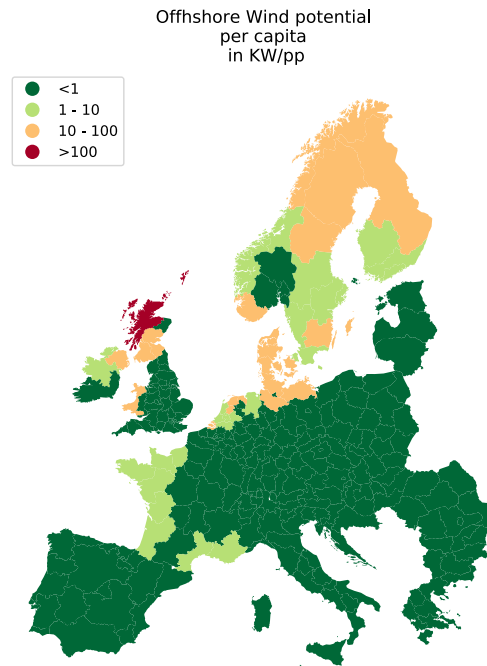 Offhshore Wind potential
per capita
in KW/pp
<1
1 - 10
10 - 100
>100